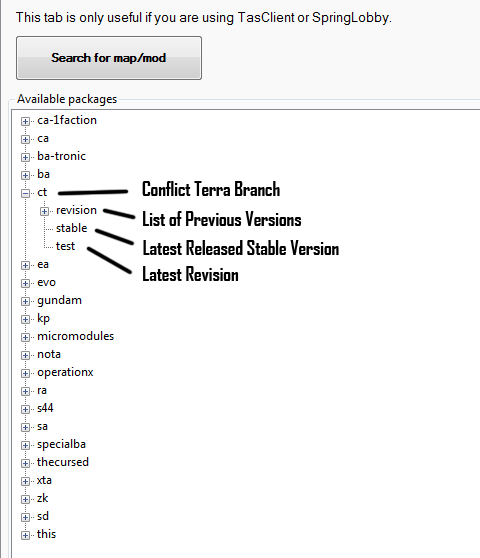 This tab is only useful if you are using TasClient or SpringLobby.
Search for map/mod
Available packages
ca-1faction
ca
ba-tronic
ba
ct
Conflict Terra Branch
revision
List of Previous Versions
stable
Latest Released Stable Version
test
Latest Revision
ea
evo
gundam
kp
micromodules
nota
operationx
ra
s44
sa
specialba
thecursed
xta
zk
sd
this